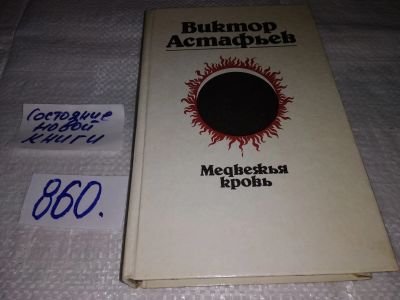 Виктор
Астафьев
Медвежья
кровь
Состояние
новой
книги
860.